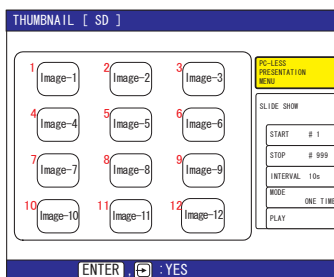 THUMBNAIL [ SD ]
1 Image-1
2 Image-2
3 Image-3
4 Image-4
5 Image-5
6 Image-6
7 Image-7
8 Image-8
9 Image-9
10 Image-10
11 Image-11
12 Image-12
PC-LESS
PRESENTATION
MENU
SLIDE SHOW
START # 1
STOP # 999
INTERVAL 10s
MODE
ONE TIME
PLAY
ENTER , :YES